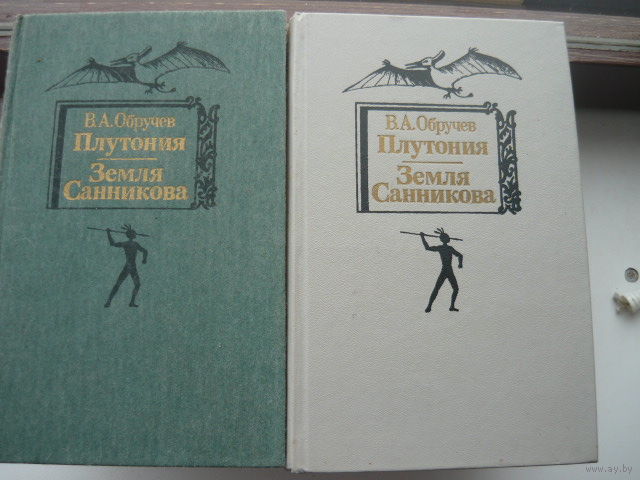 В.А.Обручев
Плутония
Земля
Санникова
В.А.Обручев
Плутония
Земля
Санникова
www.ay.by